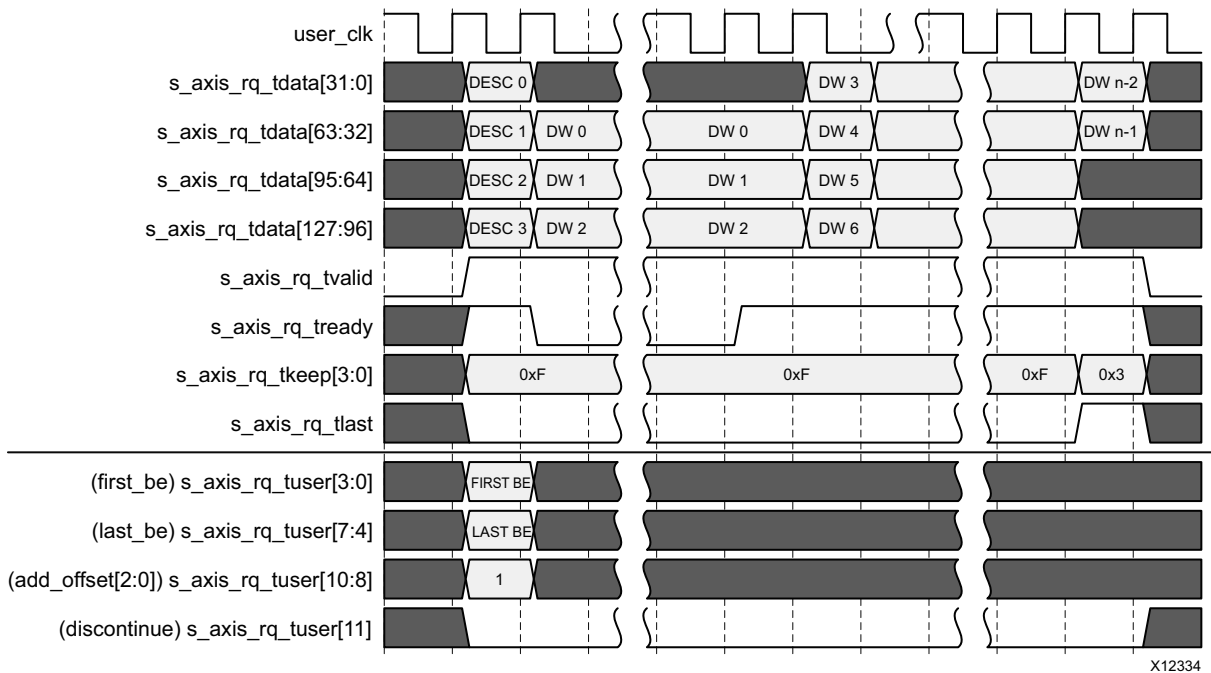 user_clk
s_axis_rq_tdata[31:0] DESC 0 DW 3 DW n-2
s_axis_rq_tdata[63:32] DESC 1 DW 0 DW 0 DW 4 DW n-1
s_axis_rq_tdata[95:64] DESC 2 DW 1 DW 1 DW 5
s_axis_rq_tdata[127:96] DESC 3 DW 2 DW 2 DW 6
s_axis_rq_tvalid
s_axis_rq_tready
s_axis_rq_tkeep[3:0] 0xF 0xF 0xF 0x3
s_axis_rq_tlast
(first_be) s_axis_rq_tuser[3:0] FIRST BE
(last_be) s_axis_rq_tuser[7:4] LAST BE
(add_offset[2:0]) s_axis_rq_tuser[10:8] 1
(discontinue) s_axis_rq_tuser[11]
X12334